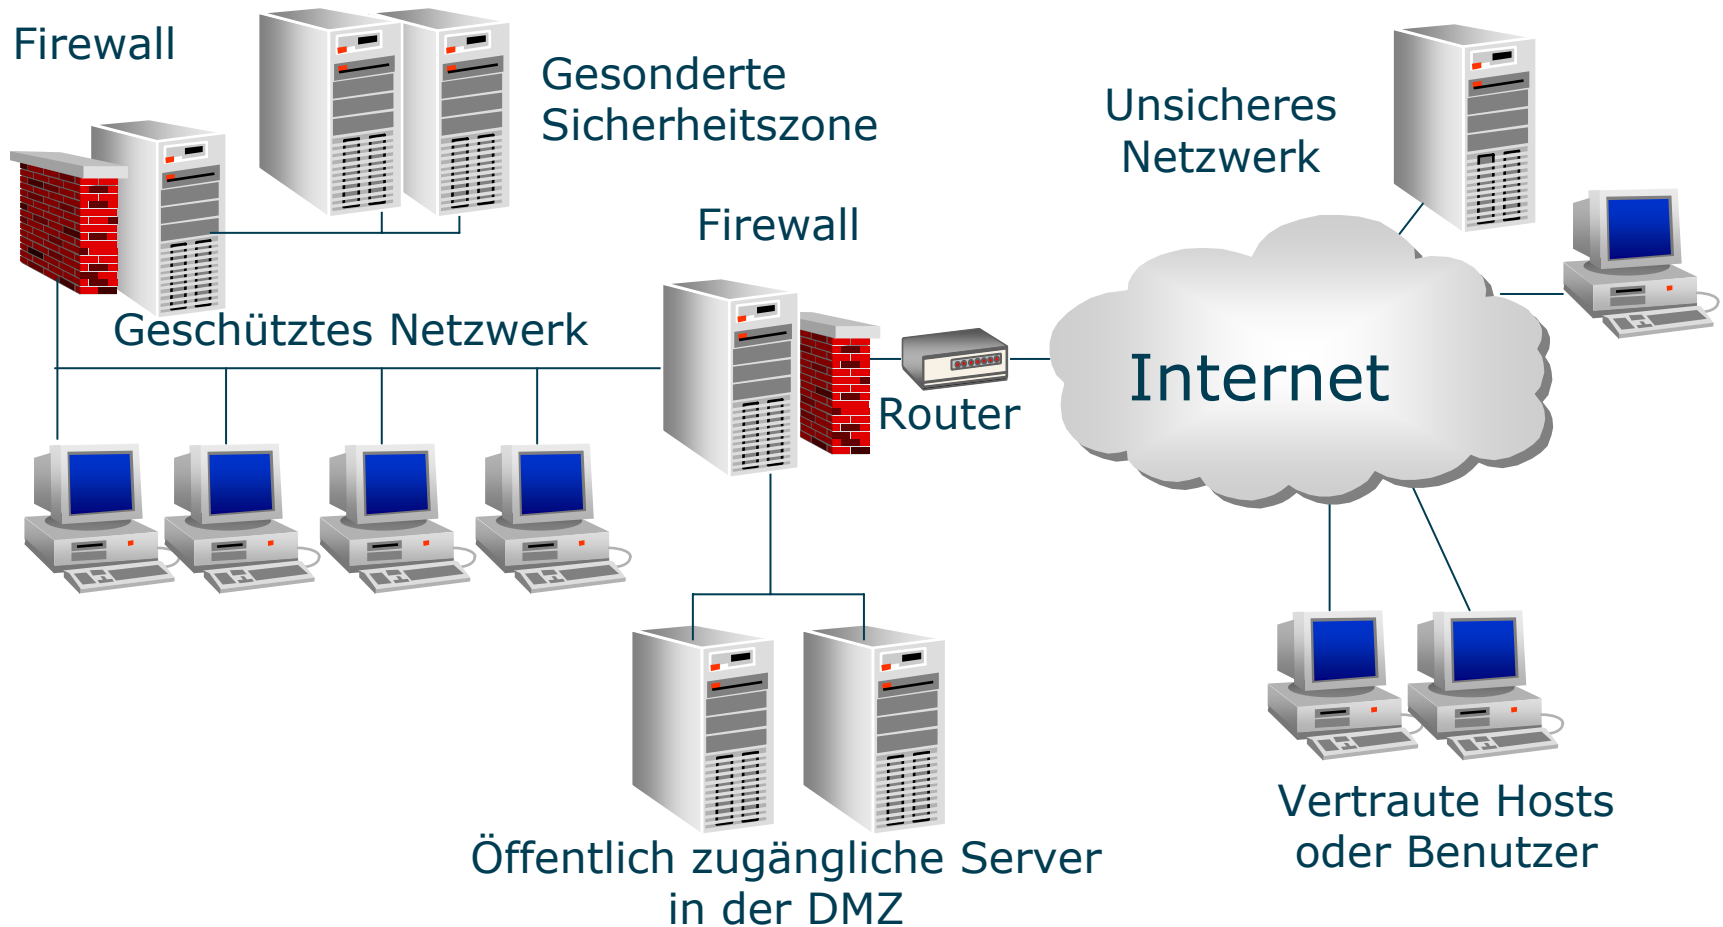 Firewall
Gesonderte
Sicherheitszone
Unsicheres
Netzwerk
Firewall
Geschütztes Netzwerk
Internet
Router
Vertraute Hosts
oder Benutzer
Öffentlich zugängliche Server
in der DMZ